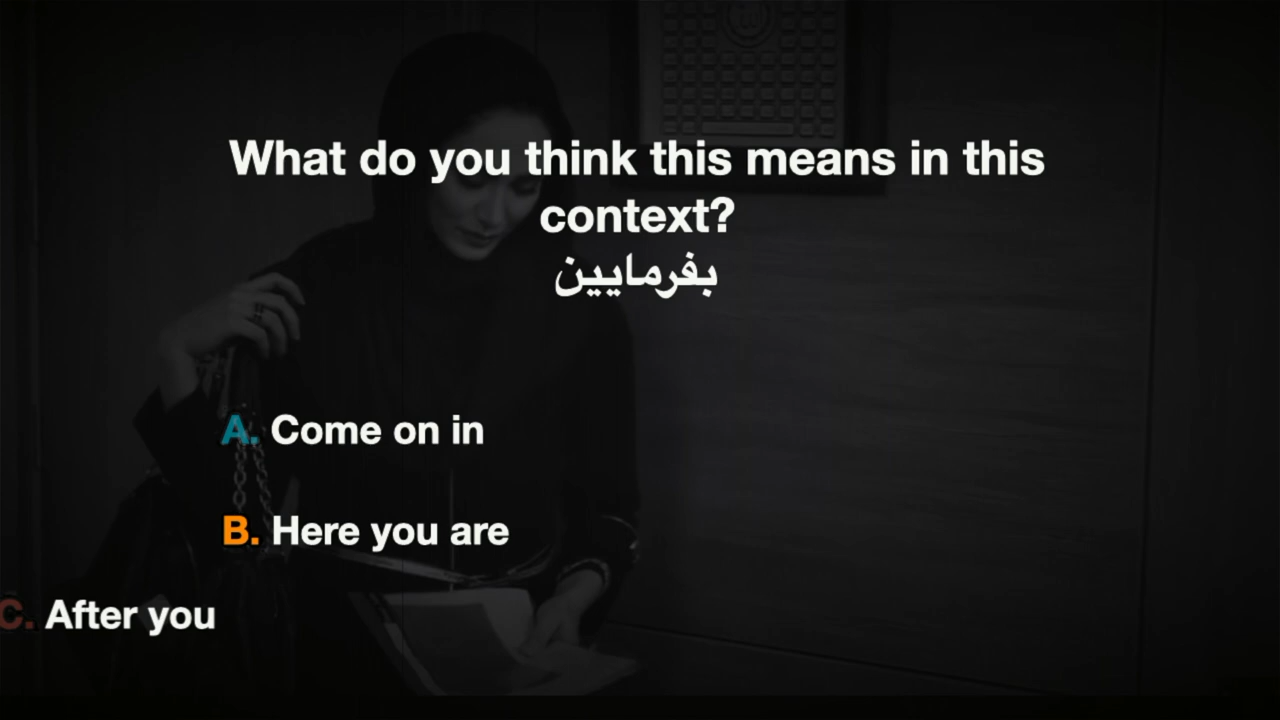 What do you think this means in this
context?
بفرمایین
A. Come on in
B. Here you are
C. After you